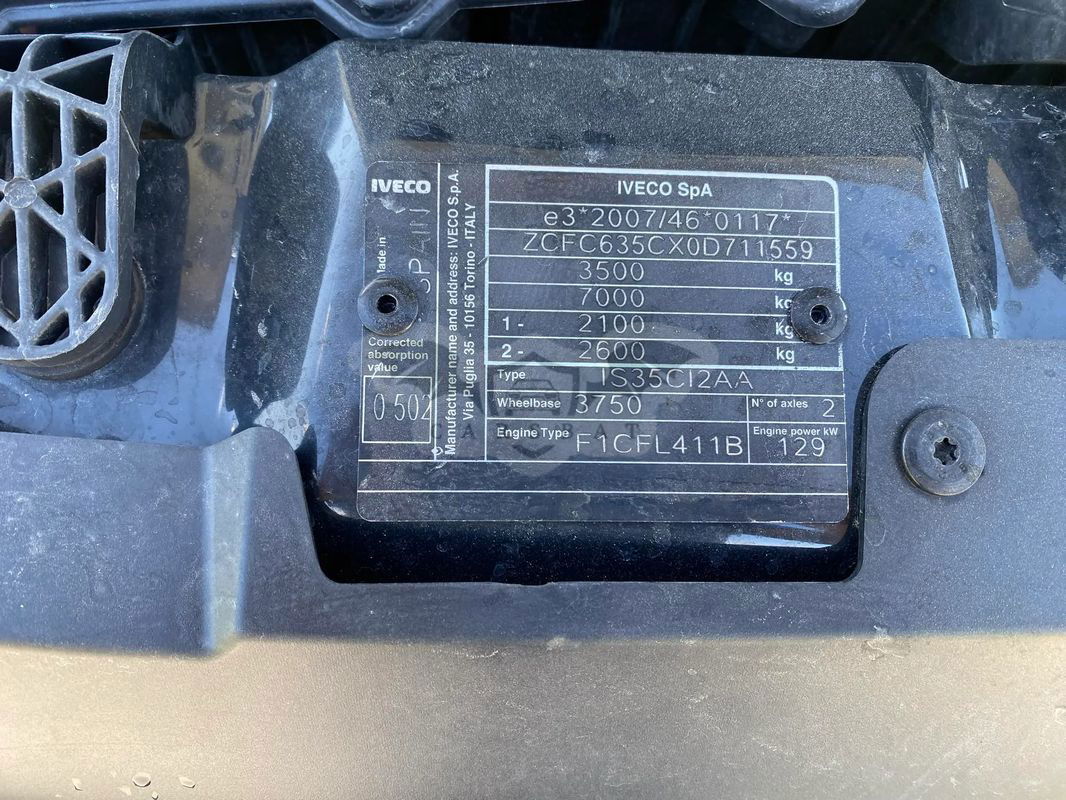 IVECO
Made in
SPAIN
Corrected
absorption
value
0 502
Manufacturer name and address: IVECO S.p.A.
Via Puglia 35 - 10156 Torino - ITALY
IVECO SpA
e3*2007/46*0117*
ZCFC635CX0D711559
3500 kg
7000 kg
1 - 2100 kg
2 - 2600 kg
Type IS35CI2AA
Wheelbase 3750 N° of axles 2
Engine Type F1CFL411B Engine power kW 129